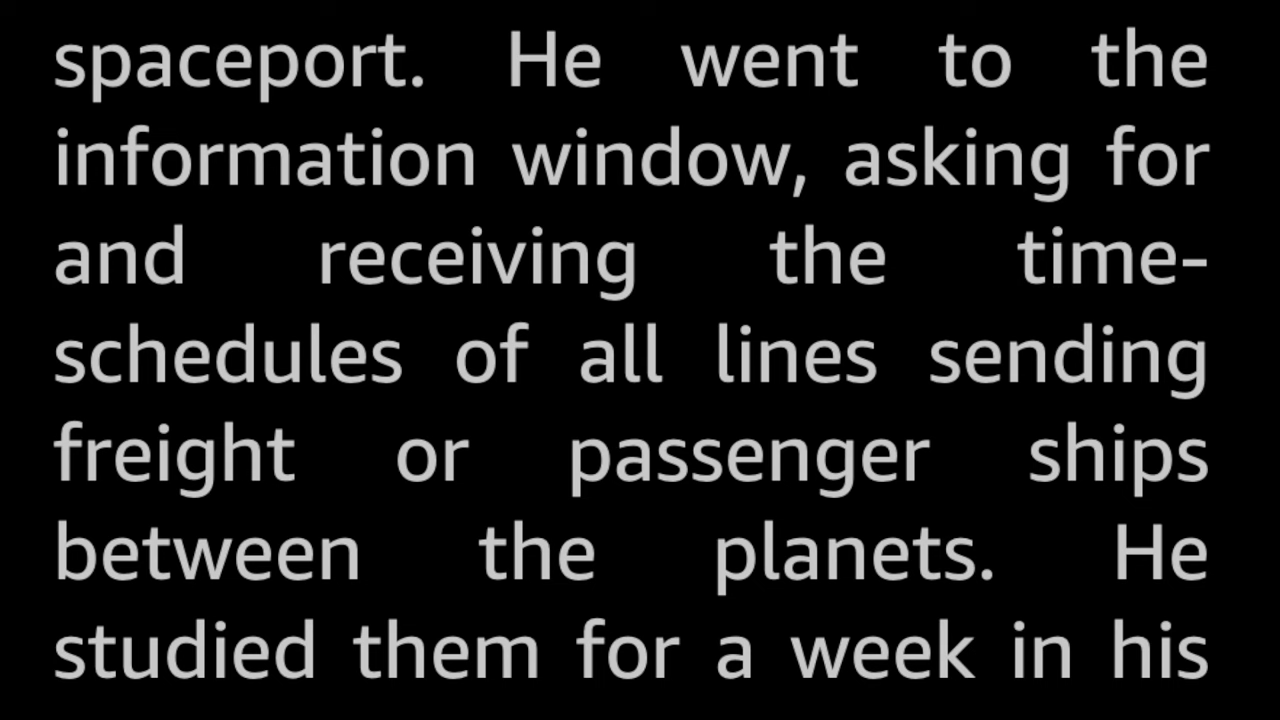 spaceport. He went to the
information window, asking for
and receiving the time-
schedules of all lines sending
freight or passenger ships
between the planets. He
studied them for a week in his